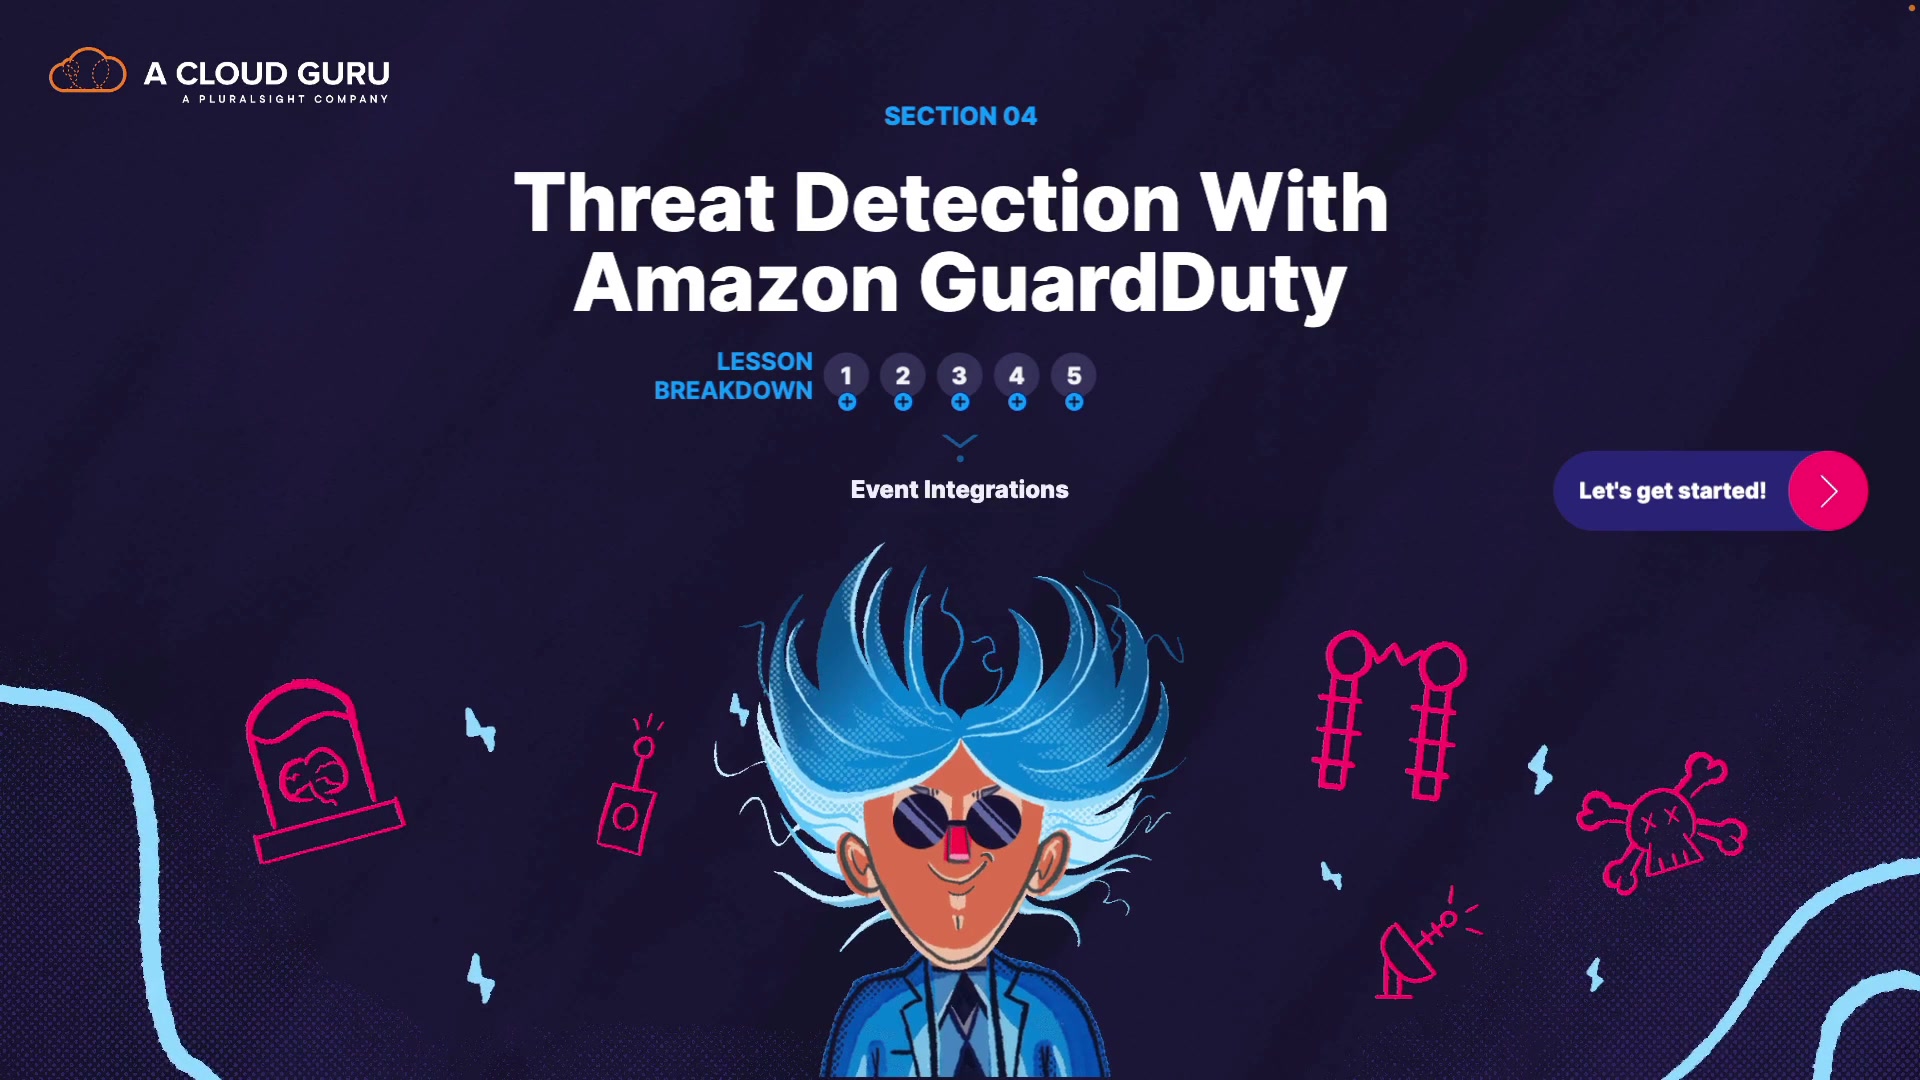 A CLOUD GURU
A PLURALSIGHT COMPANY
SECTION 04
Threat Detection With
Amazon GuardDuty
LESSON
BREAKDOWN
1 2 3 4 5
Event Integrations
Let's get started!